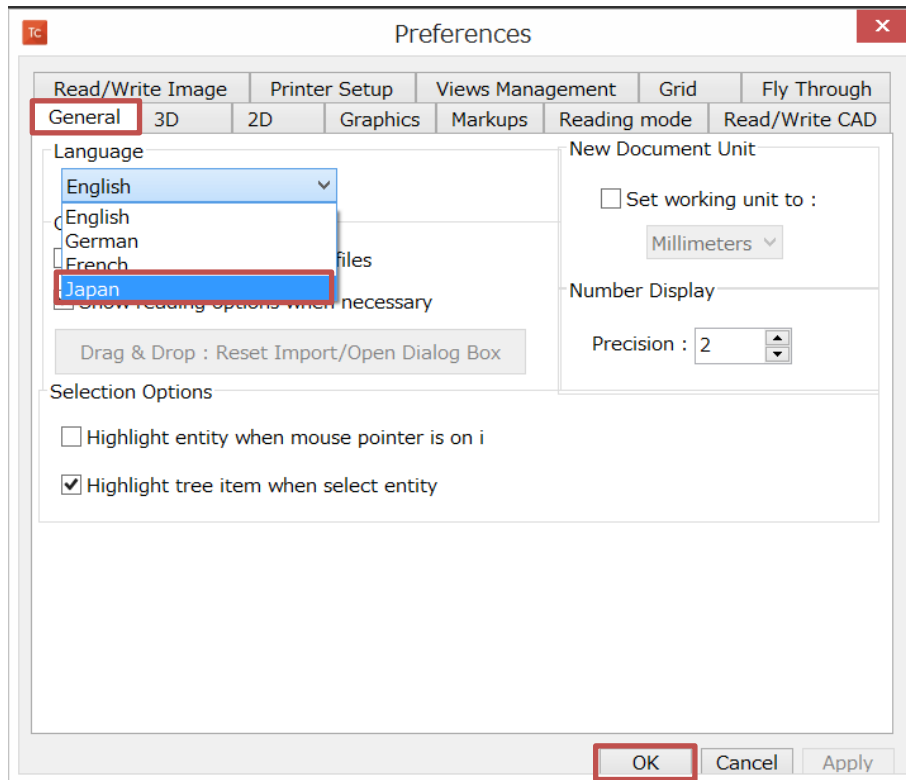 Tc
Preferences
Read/Write Image Printer Setup Views Management Grid Fly Through
General 3D 2D Graphics Markups Reading mode Read/Write CAD
Language
English
English
German
French
Japan
files
Show reading options when necessary
Drag & Drop : Reset Import/Open Dialog Box
New Document Unit
Set working unit to :
Millimeters
Number Display
Precision : 2
Selection Options
Highlight entity when mouse pointer is on i
Highlight tree item when select entity
OK Cancel Apply